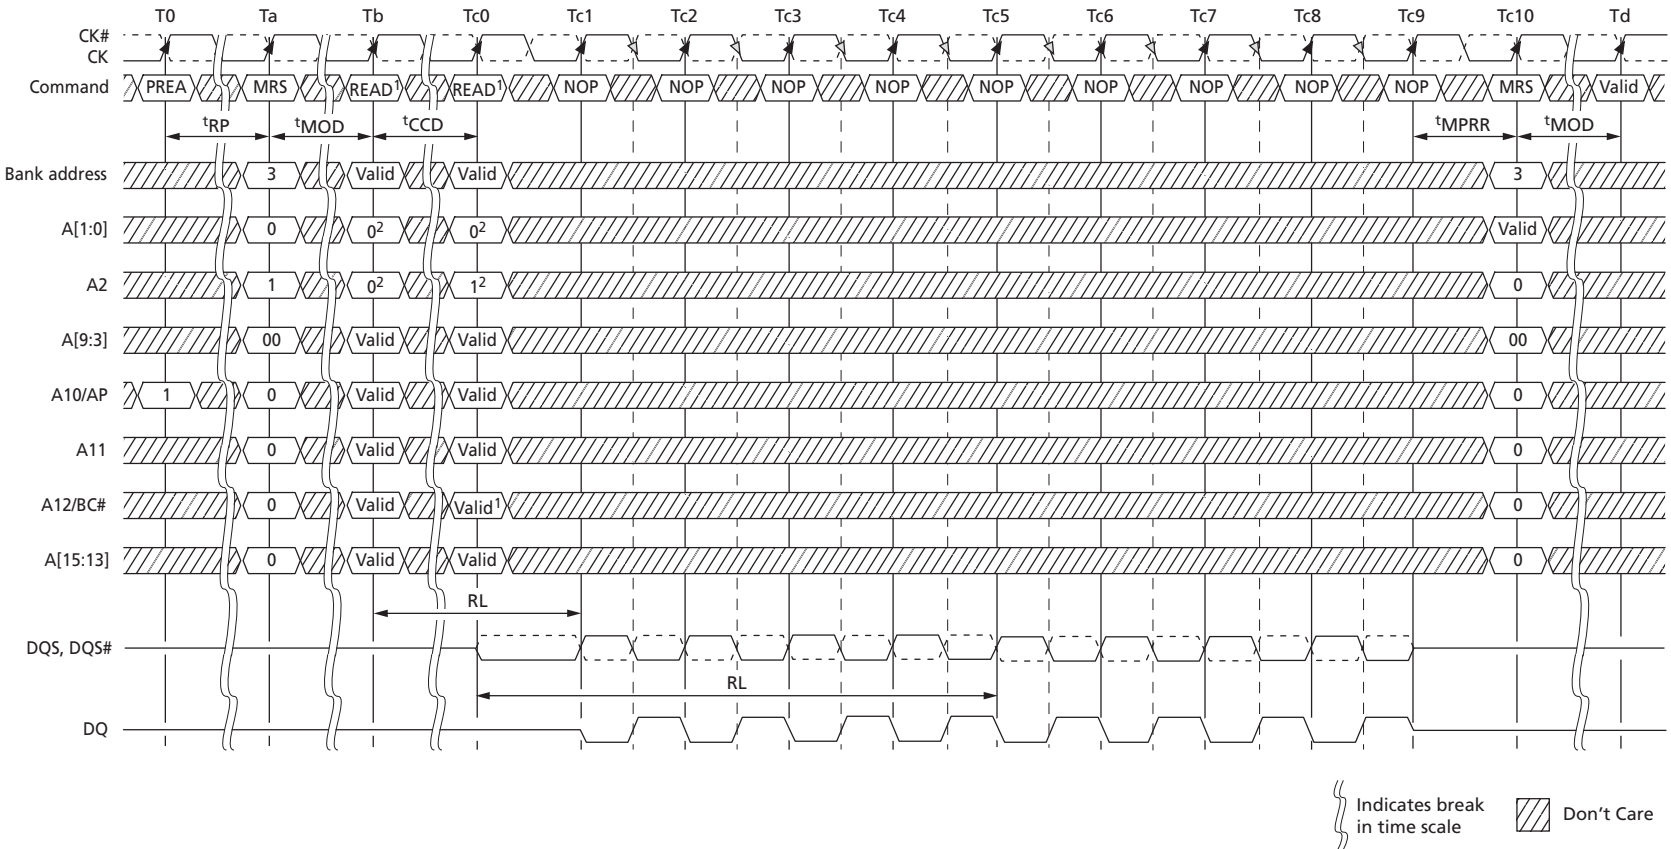 T0 Ta Tb Tc0 Tc1 Tc2 Tc3 Tc4 Tc5 Tc6 Tc7 Tc8 Tc9 Tc10 Td
CK#
CK
Command PREA MRS READ¹ READ¹ NOP NOP NOP NOP NOP NOP NOP NOP NOP MRS Valid
ᵗRP ᵗMOD ᵗCCD ᵗMPRR ᵗMOD
Bank address 3 Valid Valid 3
A[1:0] 0 0² 0² Valid
A2 1 0² 1² 0
A[9:3] 00 Valid Valid 00
A10/AP 1 0 Valid Valid 0
A11 0 Valid Valid 0
A12/BC# 0 Valid Valid¹ 0
A[15:13] 0 Valid Valid 0
RL
DQS, DQS#
RL
DQ
Indicates break
in time scale
Don't Care